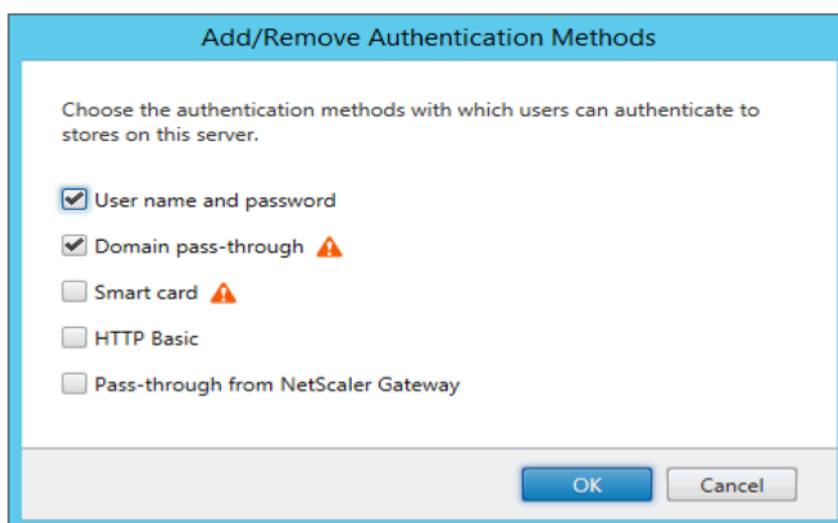 Add/Remove Authentication Methods
Choose the authentication methods with which users can authenticate to
stores on this server.
User name and password
Domain pass-through
Smart card
HTTP Basic
Pass-through from NetScaler Gateway
OK
Cancel